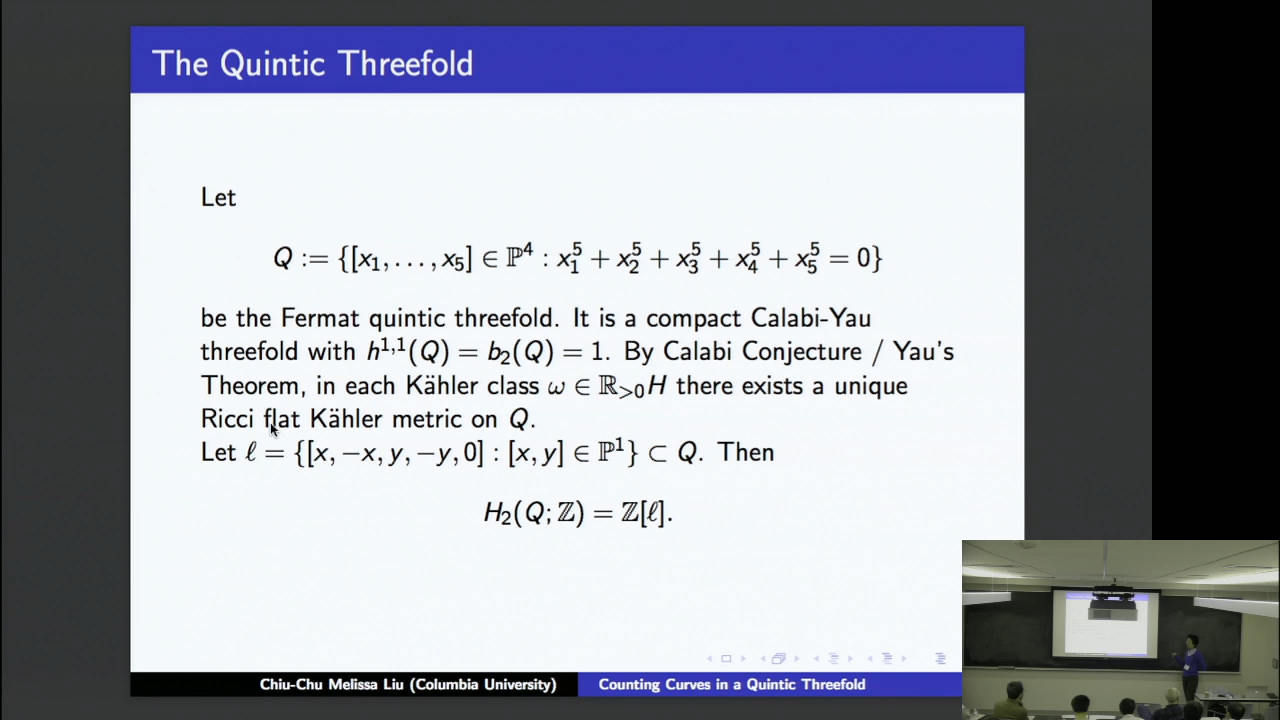 The Quintic Threefold
Let
Q := {[x₁, . . . , x₅] ∈ ℙ⁴ : x₁⁵ + x₂⁵ + x₃⁵ + x₄⁵ + x₅⁵ = 0}
be the Fermat quintic threefold. It is a compact Calabi-Yau
threefold with h¹,¹(Q) = b₂(Q) = 1. By Calabi Conjecture / Yau's
Theorem, in each Kähler class ω ∈ ℝ>₀H there exists a unique
Ricci flat Kähler metric on Q.
Let ℓ = {[x, −x, y, −y, 0] : [x, y] ∈ ℙ¹} ⊂ Q. Then
H₂(Q; ℤ) = ℤ[ℓ].
Chiu-Chu Melissa Liu (Columbia University) Counting Curves in a Quintic Threefold